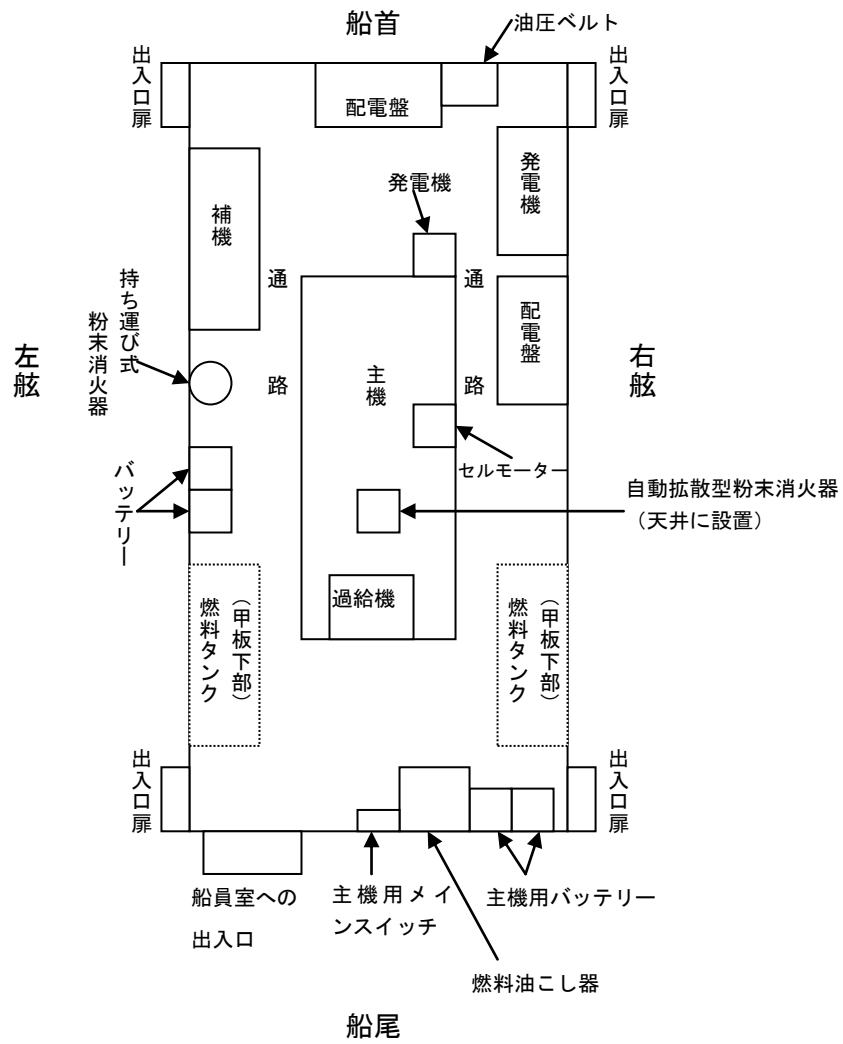 船首
油圧ベルト
出入口扉
出入口扉
配電盤
発電機
発電機
補機
通路
通路
持ち運び式
粉末消火器
配電盤
左舷
右舷
主機
セルモーター
バッテリー
自動拡散型粉末消火器
（天井に設置）
過給機
（甲板下部）
燃料タンク
（甲板下部）
燃料タンク
出入口扉
出入口扉
船員室への
出入口
主機用メイ
ンスイッチ
主機用バッテリー
燃料油こし器
船尾